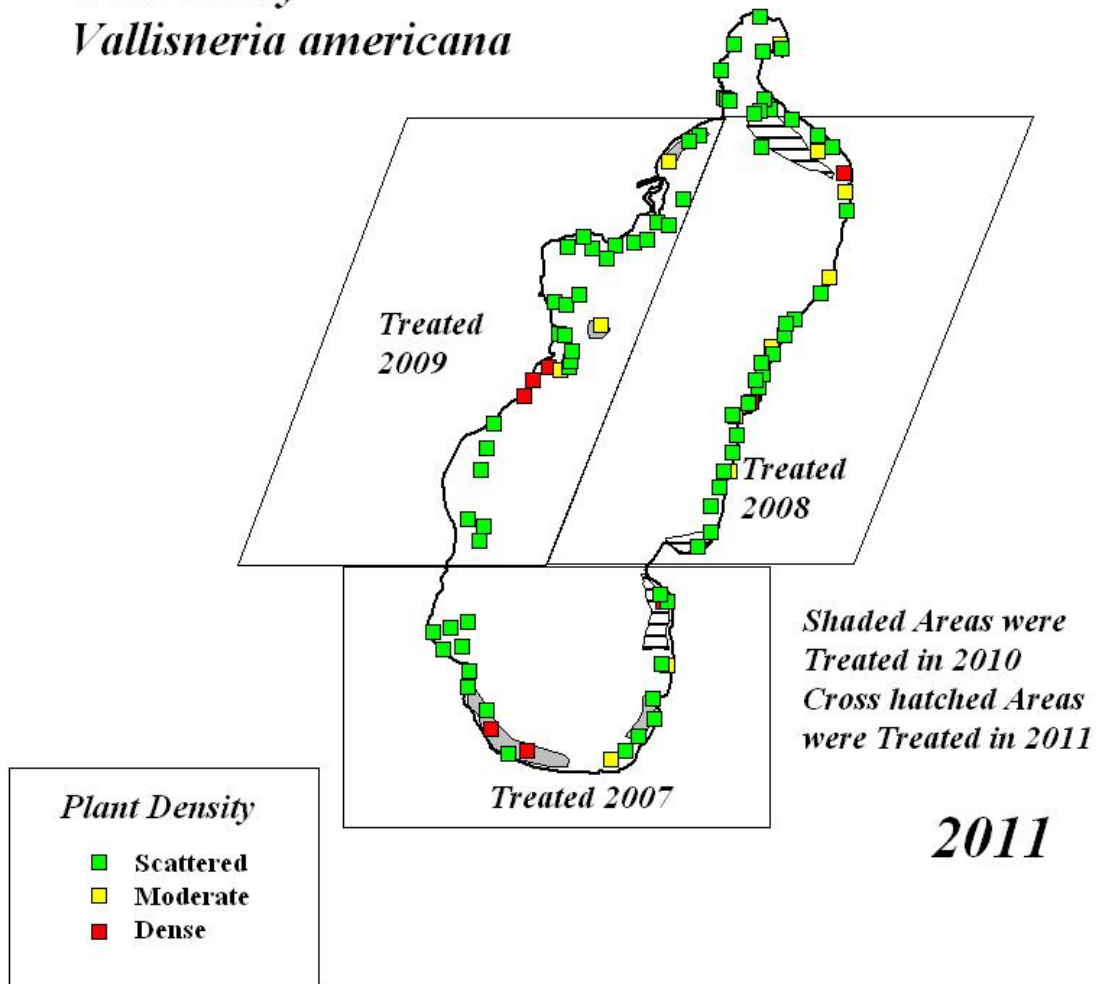 Vallisneria americana
Treated
2009
Treated
2008
Shaded Areas were
Treated in 2010
Cross hatched Areas
were Treated in 2011
Treated 2007
2011
Plant Density
Scattered
Moderate
Dense